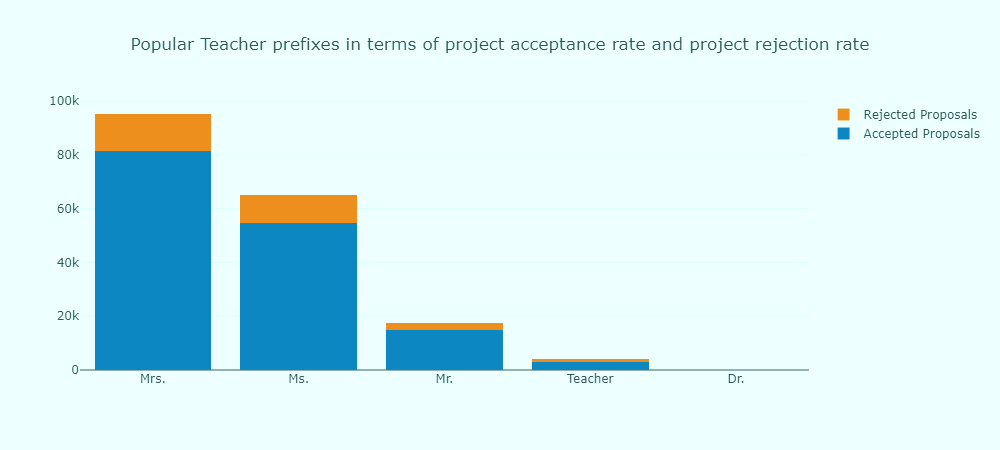 Popular Teacher prefixes in terms of project acceptance rate and project rejection rate
100k
80k
60k
40k
20k
0
Mrs.
Ms.
Mr.
Teacher
Dr.
Rejected Proposals
Accepted Proposals